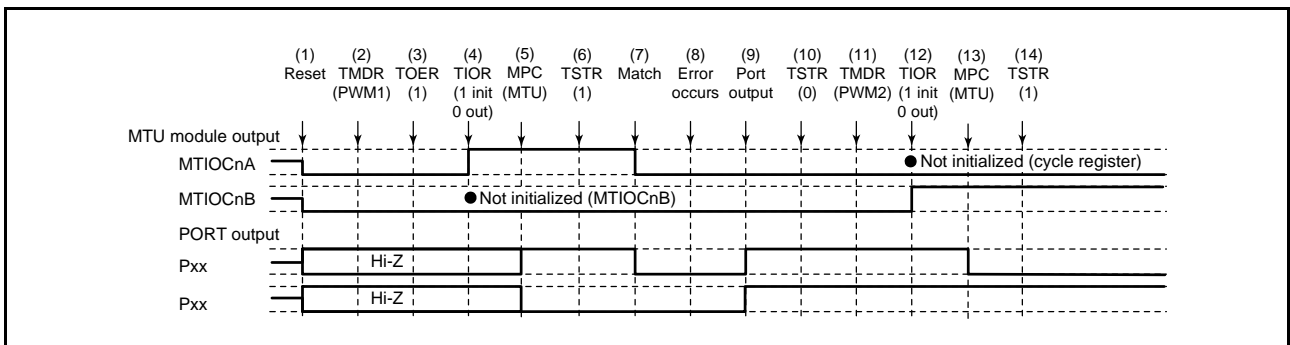 (1) (2) (3) (4) (5) (6) (7) (8) (9) (10) (11) (12) (13) (14)
Reset TMDR TOER TIOR MPC TSTR Match Error Port TSTR TMDR TIOR MPC TSTR
(PWM1) (1) (1 init (MTU) (1) occurs output (0) (PWM2) (1 init (MTU) (1)
0 out) 0 out)
MTU module output
MTIOCnA ● Not initialized (cycle register)
MTIOCnB ● Not initialized (MTIOCnB)
PORT output
Pxx Hi-Z
Pxx Hi-Z